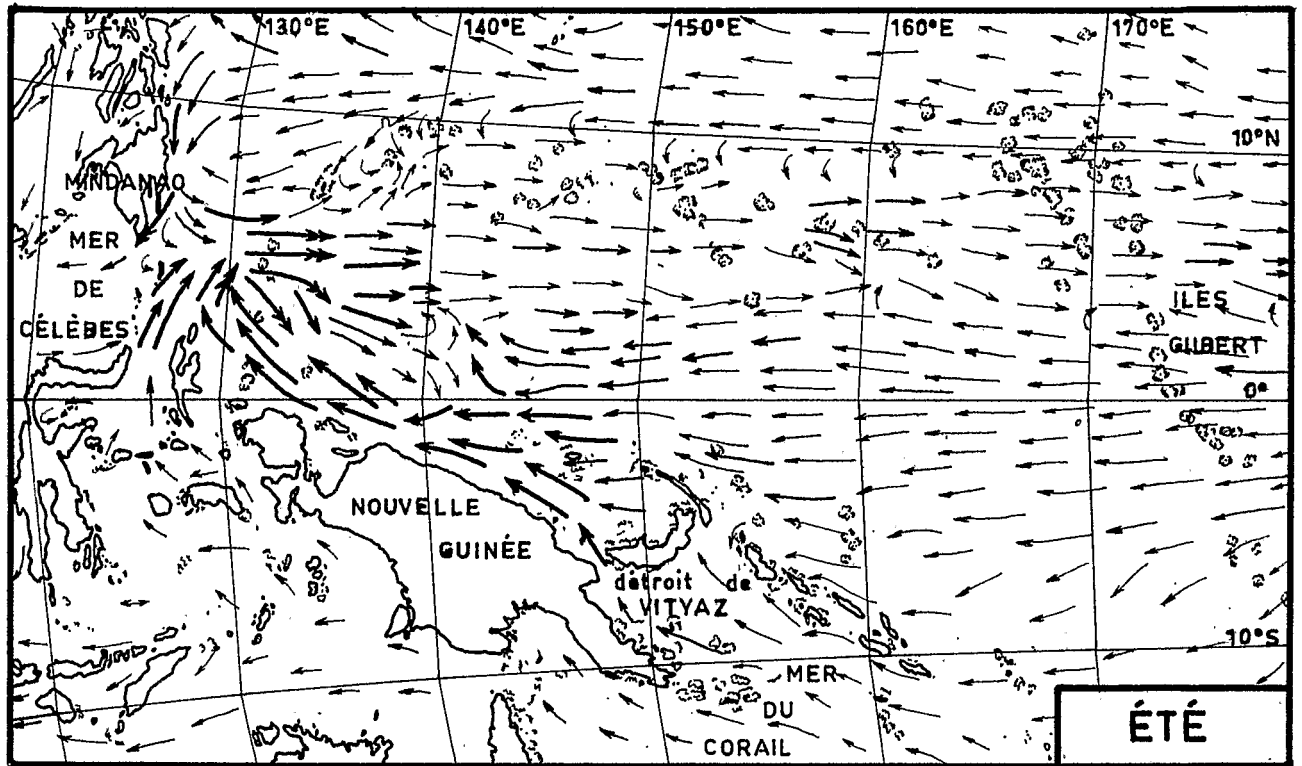 130°E 140°E 150°E 160°E 170°E
10°N
MINDANAO
MER
DE
CÉLÈBES
ILES
GILBERT
0°
NOUVELLE
GUINÉE
détroit de
VITYAZ
10°S
MER
DU
CORAIL
ÉTÉ